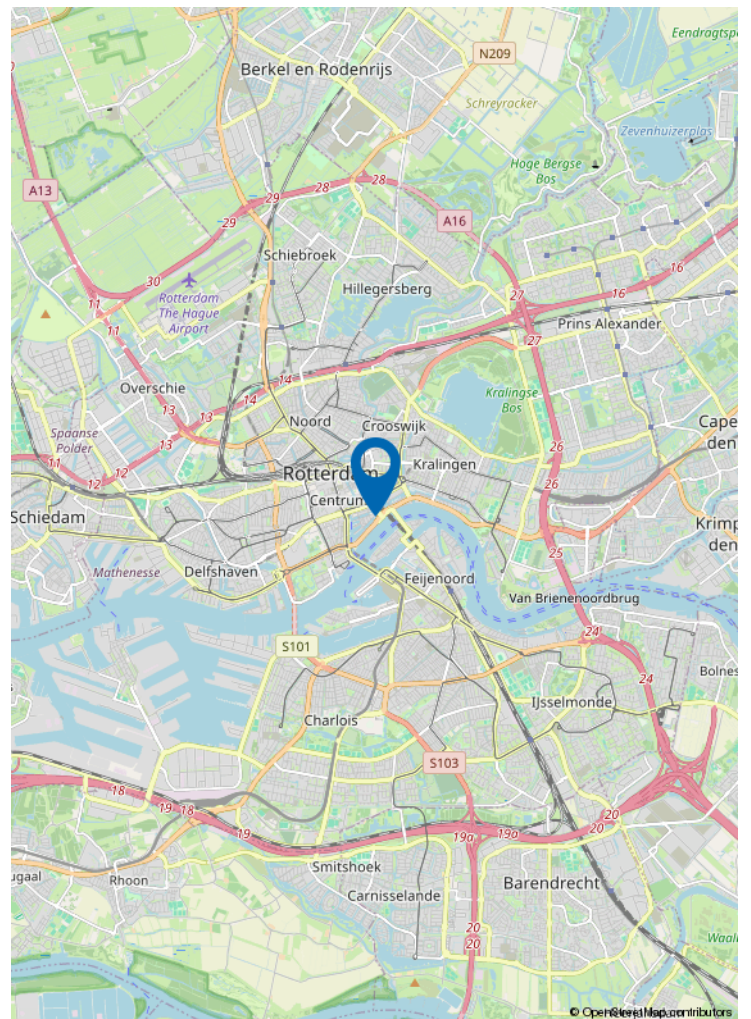 Eendragtspo
N209
Berkel en Rodenrijs
Schreyracker
Zevenhuizerplas
Hoge Bergse
Bos
A13
28
28
29
29
A16
Schiebroek
30
Hillegersberg
16
27
16
11
Rotterdam
The Hague
Airport
11
Prins Alexander
27
14
Overschie
14
Kralingse
Bos
13
13
Noord
Crooswijk
Cape
den
Spaanse
Polder
26
26
11
12
12
Rotterdam
Kralingen
Centrum
Schiedam
Krimp
den
25
Mathenesse
Delfshaven
Feijenoord
Van Brienenoordbrug
24
S101
24
Bolnes
IJsselmonde
Charlois
S103
18
18
19
19
19a
19a
20
20
Smitshoek
ugaal
Rhoon
Carnisselande
Barendrecht
20
20
Waal
© OpenStreetMap contributors